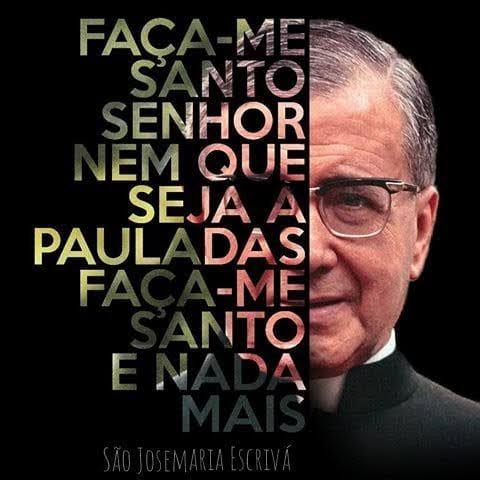 FAÇA-ME
SANTO
SENHOR
NEM QUE
SEJA A
PAULADAS
FAÇA-ME
SANTO
E NADA
MAIS
SÃO JOSEMARIA ESCRIVÁ